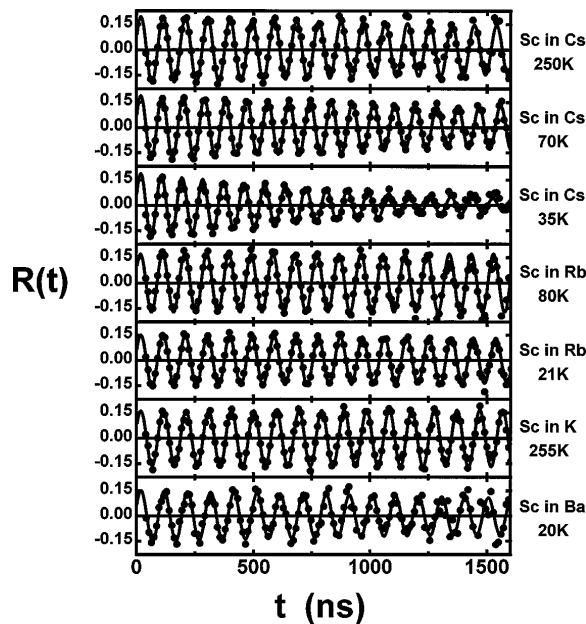 0.15
0.00
-0.15
Sc in Cs
250K
0.15
0.00
-0.15
Sc in Cs
70K
0.15
0.00
-0.15
Sc in Cs
35K
R(t)
0.15
0.00
-0.15
Sc in Rb
80K
0.15
0.00
-0.15
Sc in Rb
21K
0.15
0.00
-0.15
Sc in K
255K
0.15
0.00
-0.15
Sc in Ba
20K
0 250 500 750 1000 1250 1500
t (ns)